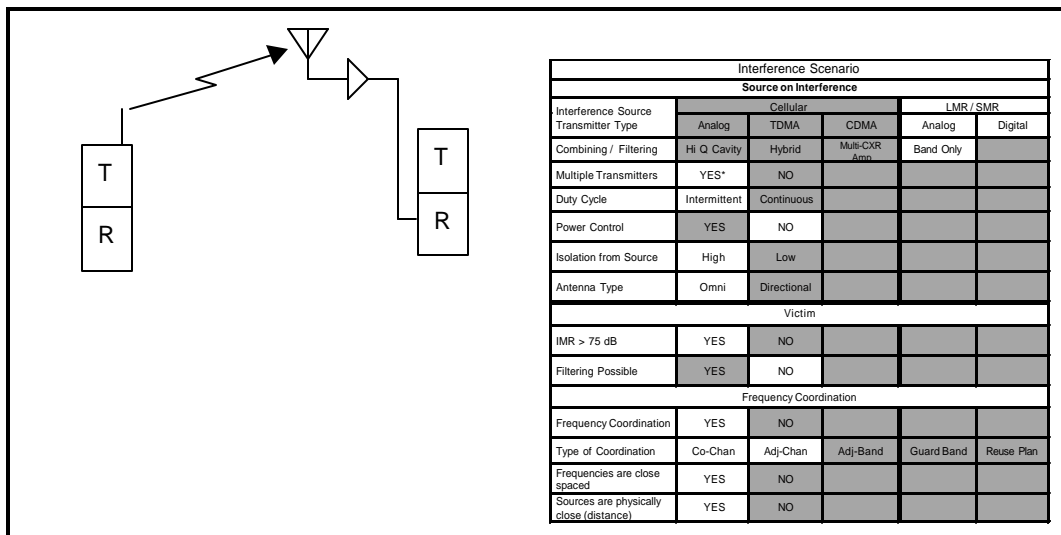 T
R
T
R
Interference Scenario
Source on Interference
Interference Source
Transmitter Type
Cellular
LMR / SMR
Analog TDMA CDMA Analog Digital
Combining / Filtering Hi Q Cavity Hybrid Multi-CXR
Amp Band Only
Multiple Transmitters YES* NO
Duty Cycle Intermittent Continuous
Power Control YES NO
Isolation from Source High Low
Antenna Type Omni Directional
Victim
IMR > 75 dB YES NO
Filtering Possible YES NO
Frequency Coordination
Frequency Coordination YES NO
Type of Coordination Co-Chan Adj-Chan Adj-Band Guard Band Reuse Plan
Frequencies are close
spaced YES NO
Sources are physically
close (distance) YES NO